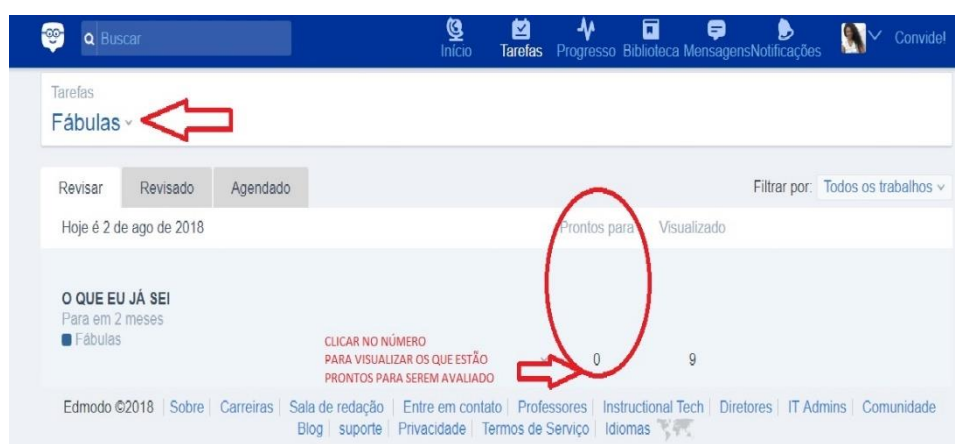 Buscar
Início Tarefas Progresso Biblioteca Mensagens Notificações Convide!
Tarefas
Fábulas
Revisar Revisado Agendado Filtrar por: Todos os trabalhos
Hoje é 2 de ago de 2018 Prontos para Visualizado
O QUE EU JÁ SEI
Para em 2 meses
Fábulas
CLICAR NO NÚMERO
PARA VISUALIZAR OS QUE ESTÃO 0 9
PRONTOS PARA SEREM AVALIADO
Edmodo ©2018 Sobre Carreiras Sala de redação Entre em contato Professores Instructional Tech Diretores IT Admins Comunidade
Blog suporte Privacidade Termos de Serviço Idiomas